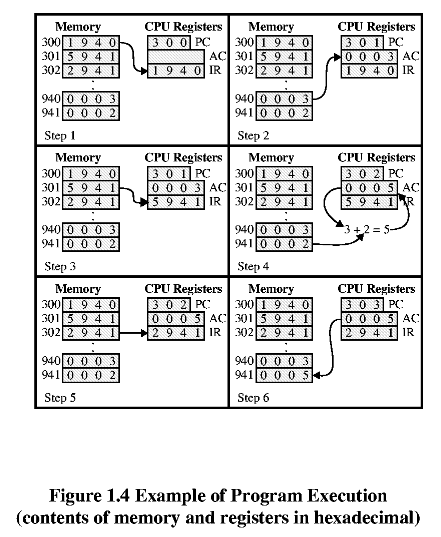 Memory CPU Registers
300 1 9 4 0 3 0 0 PC
301 5 9 4 1 AC
302 2 9 4 1 1 9 4 0 IR
940 0 0 0 3
941 0 0 0 2
Step 1
Memory CPU Registers
300 1 9 4 0 3 0 1 PC
301 5 9 4 1 0 0 0 3 AC
302 2 9 4 1 1 9 4 0 IR
940 0 0 0 3
941 0 0 0 2
Step 2
Memory CPU Registers
300 1 9 4 0 3 0 1 PC
301 5 9 4 1 0 0 0 3 AC
302 2 9 4 1 5 9 4 1 IR
940 0 0 0 3
941 0 0 0 2
Step 3
Memory CPU Registers
300 1 9 4 0 3 0 2 PC
301 5 9 4 1 0 0 0 5 AC
302 2 9 4 1 5 9 4 1 IR
940 0 0 0 3 3 + 2 = 5
941 0 0 0 2
Step 4
Memory CPU Registers
300 1 9 4 0 3 0 2 PC
301 5 9 4 1 0 0 0 5 AC
302 2 9 4 1 2 9 4 1 IR
940 0 0 0 3
941 0 0 0 2
Step 5
Memory CPU Registers
300 1 9 4 0 3 0 3 PC
301 5 9 4 1 0 0 0 5 AC
302 2 9 4 1 2 9 4 1 IR
940 0 0 0 3
941 0 0 0 5
Step 6
Figure 1.4 Example of Program Execution
(contents of memory and registers in hexadecimal)